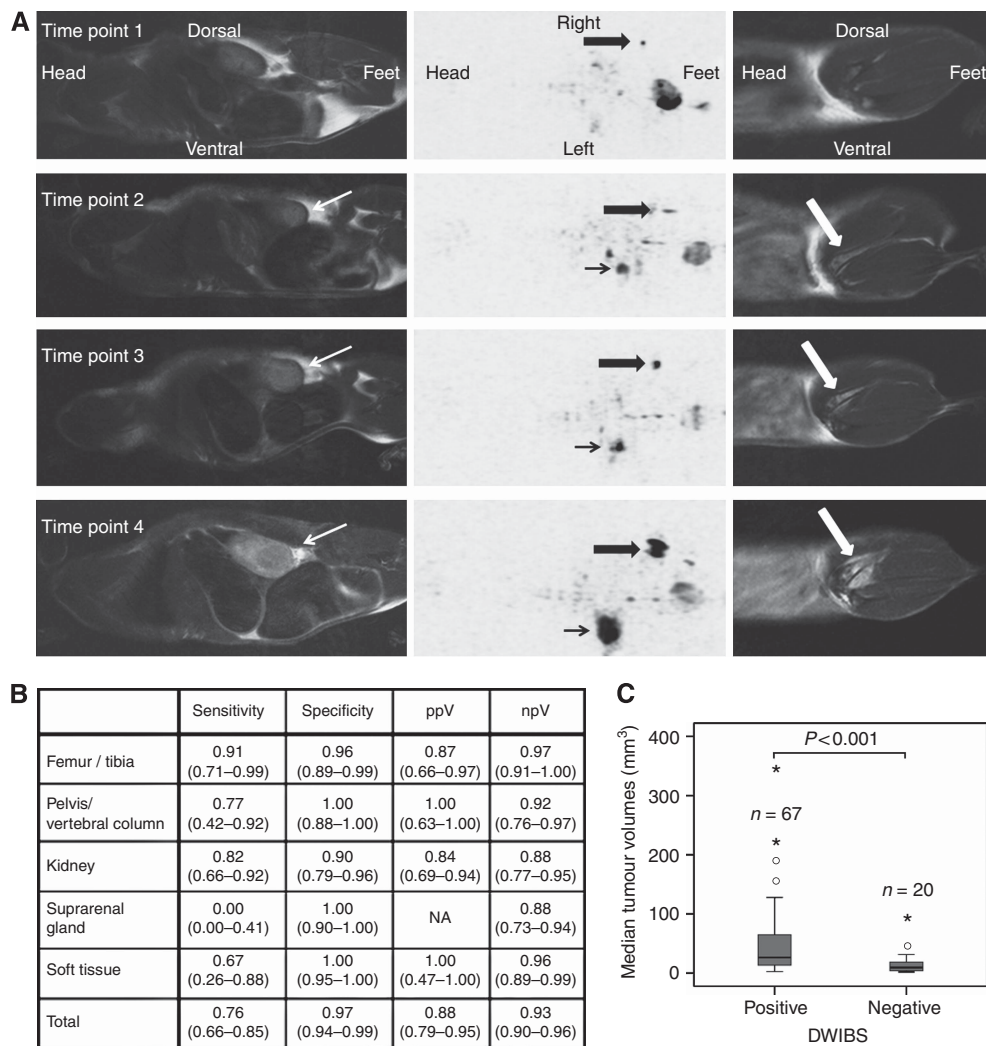 A
Time point 1
Dorsal
Head
Feet
Ventral
Right
Head
Feet
Left
Dorsal
Head
Feet
Ventral
Time point 2
Time point 3
Time point 4
B
Sensitivity Specificity ppV npV
Femur / tibia 0.91 (0.71–0.99) 0.96 (0.89–0.99) 0.87 (0.66–0.97) 0.97 (0.91–1.00)
Pelvis/ vertebral column 0.77 (0.42–0.92) 1.00 (0.88–1.00) 1.00 (0.63–1.00) 0.92 (0.76–0.97)
Kidney 0.82 (0.66–0.92) 0.90 (0.79–0.96) 0.84 (0.69–0.94) 0.88 (0.77–0.95)
Suprarenal gland 0.00 (0.00–0.41) 1.00 (0.90–1.00) NA 0.88 (0.73–0.94)
Soft tissue 0.67 (0.26–0.88) 1.00 (0.95–1.00) 1.00 (0.47–1.00) 0.96 (0.89–0.99)
Total 0.76 (0.66–0.85) 0.97 (0.94–0.99) 0.88 (0.79–0.95) 0.93 (0.90–0.96)
C
Median tumour volumes (mm³)
400
300
200
100
0
P<0.001
*
n = 67
*
n = 20
*
Positive Negative
DWIBS